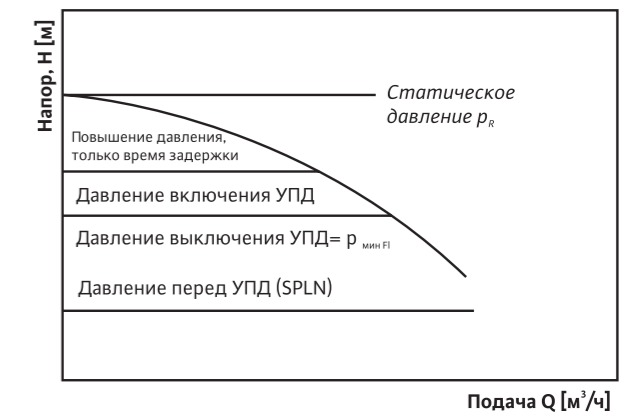 Напор, Н [м]
Статическое
давление pR
Повышение давления,
только время задержки
Давление включения УПД
Давление выключения УПД= p мин Fl
Давление перед УПД (SPLN)
Подача Q [м³/ч]